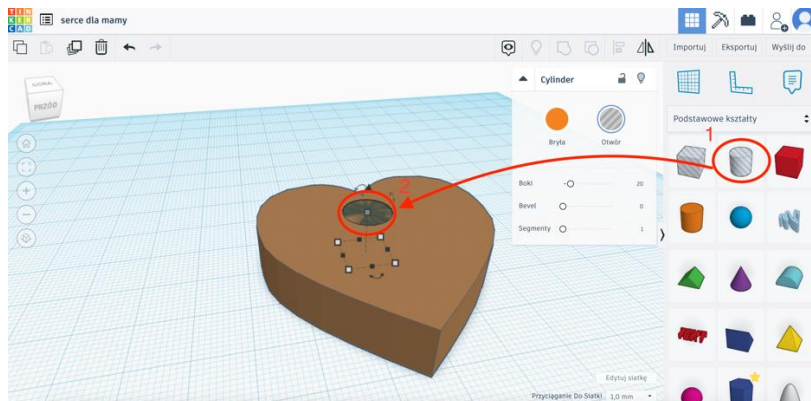 TIN
KER
CAD
serce dla mamy
Importuj
Eksportuj
Wyślij do
GÓRA
PRZÓD
Cylinder
Bryła
Otwór
Boki
20
Bevel
0
Segmenty
1
Podstawowe kształty
1
2
TEXT
Edytuj siatkę
Przyciąganie Do Siatki
1,0 mm